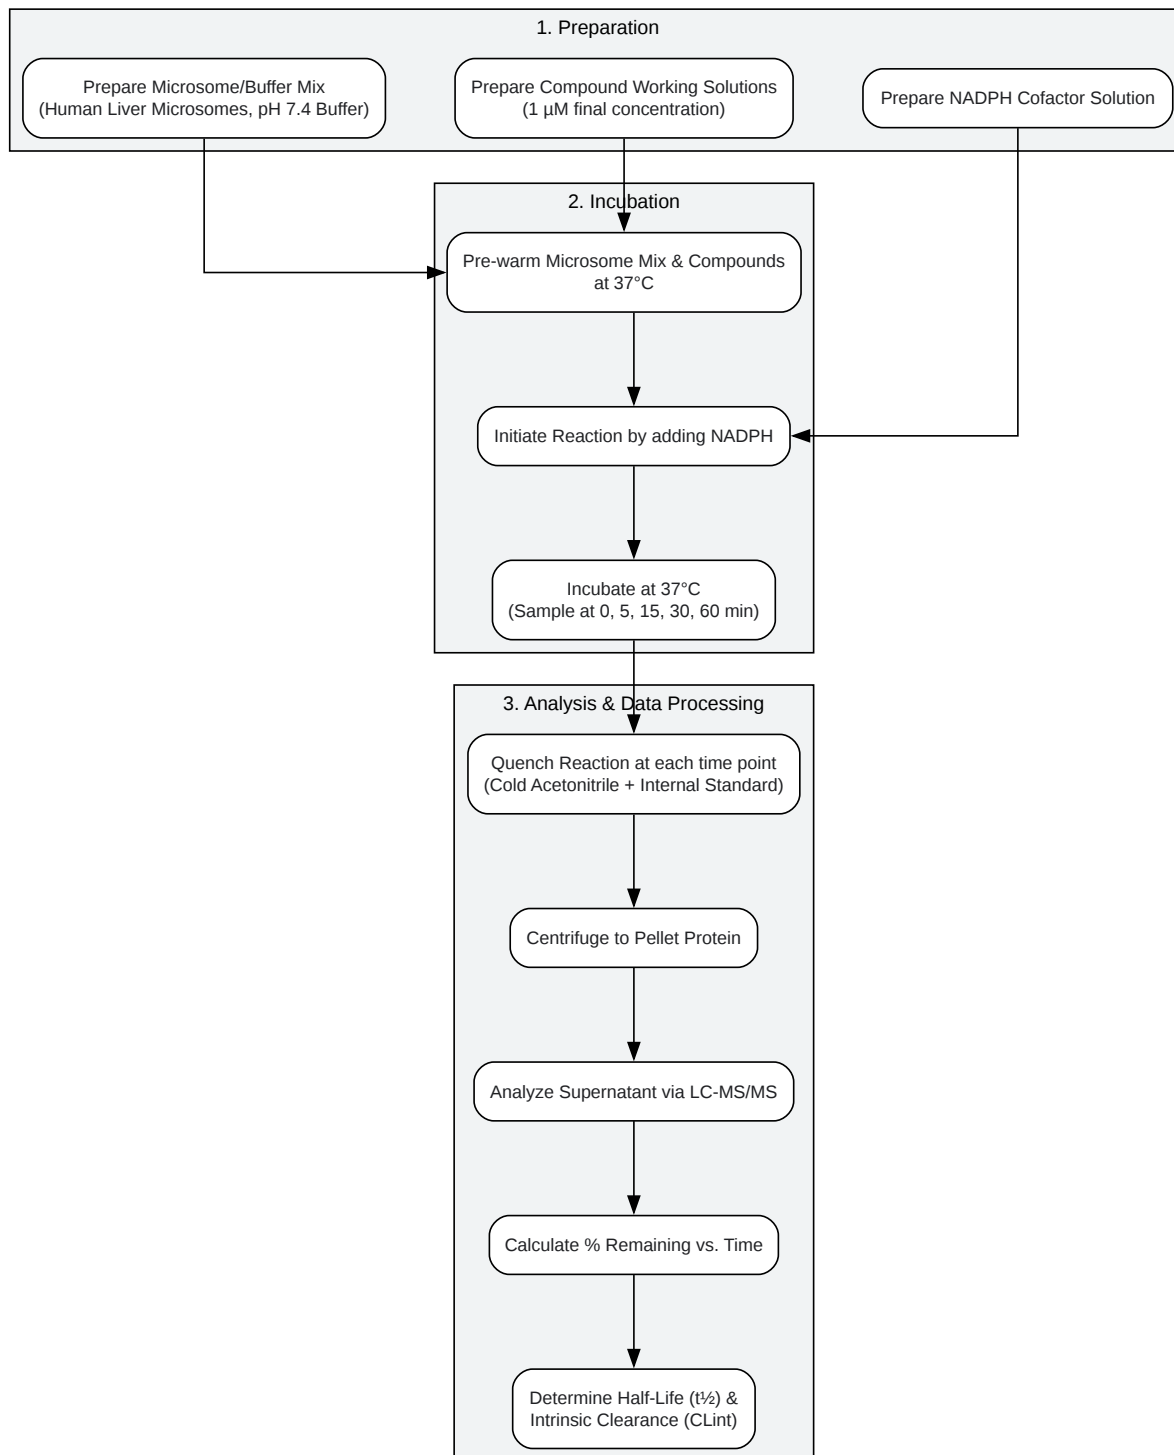 1. Preparation
Prepare Microsome/Buffer Mix
(Human Liver Microsomes, pH 7.4 Buffer)
Prepare Compound Working Solutions
(1 µM final concentration)
Prepare NADPH Cofactor Solution
2. Incubation
Pre-warm Microsome Mix & Compounds
at 37°C
Initiate Reaction by adding NADPH
Incubate at 37°C
(Sample at 0, 5, 15, 30, 60 min)
3. Analysis & Data Processing
Quench Reaction at each time point
(Cold Acetonitrile + Internal Standard)
Centrifuge to Pellet Protein
Analyze Supernatant via LC-MS/MS
Calculate % Remaining vs. Time
Determine Half-Life (t½) &
Intrinsic Clearance (CLint)